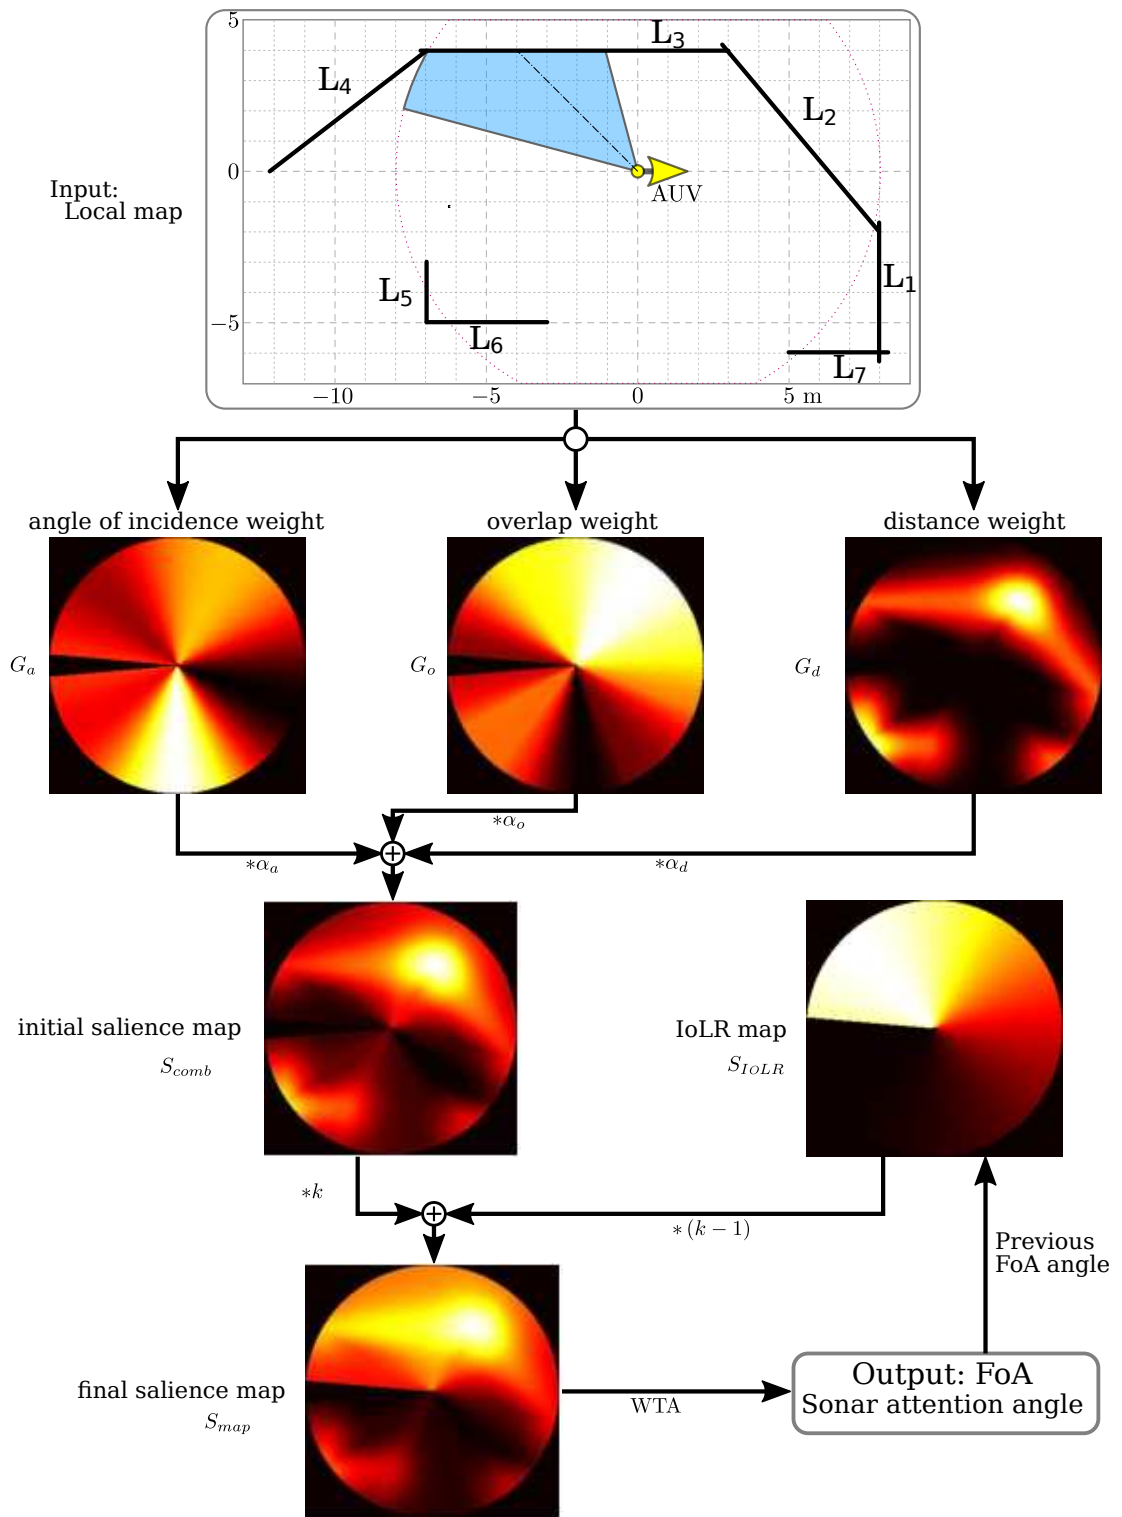 5
L3
L4
L2
0
AUV
Input:
Local map
L5
L1
−5
L6
L7
−10
−5
0
5 m
angle of incidence weight
overlap weight
distance weight
Ga
Go
Gd
*αo
*αa
*αd
initial salience map
Scomb
IoLR map
SIOLR
*k
* (k − 1)
Previous
FoA angle
final salience map
Smap
WTA
Output: FoA
Sonar attention angle